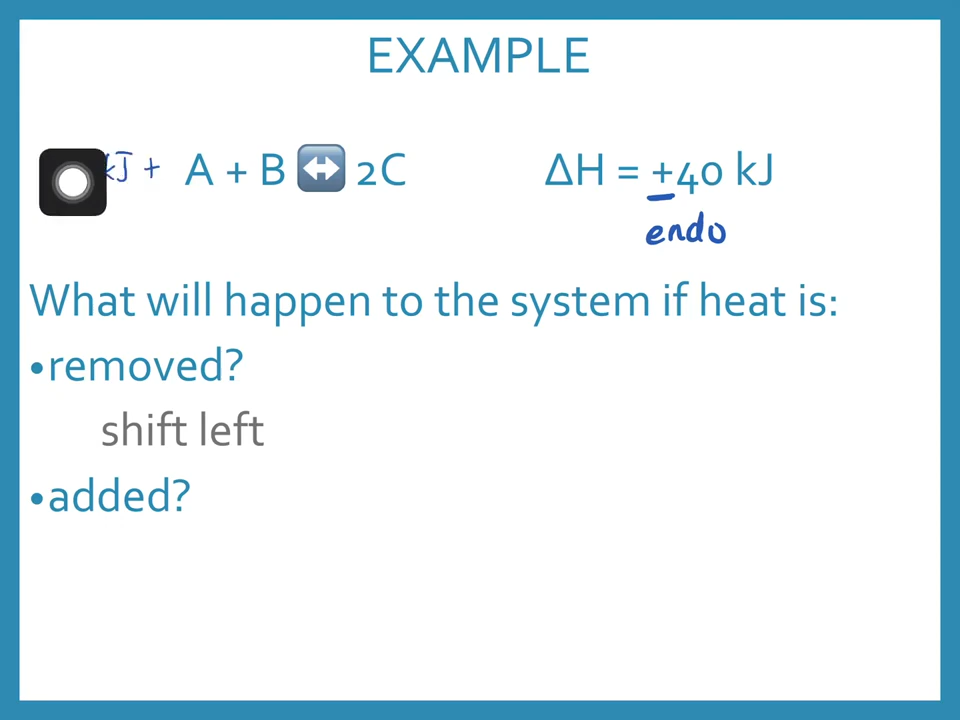 EXAMPLE
kJ + A + B ↔ 2C ΔH = +40 kJ
endo
What will happen to the system if heat is:
•removed?
shift left
•added?